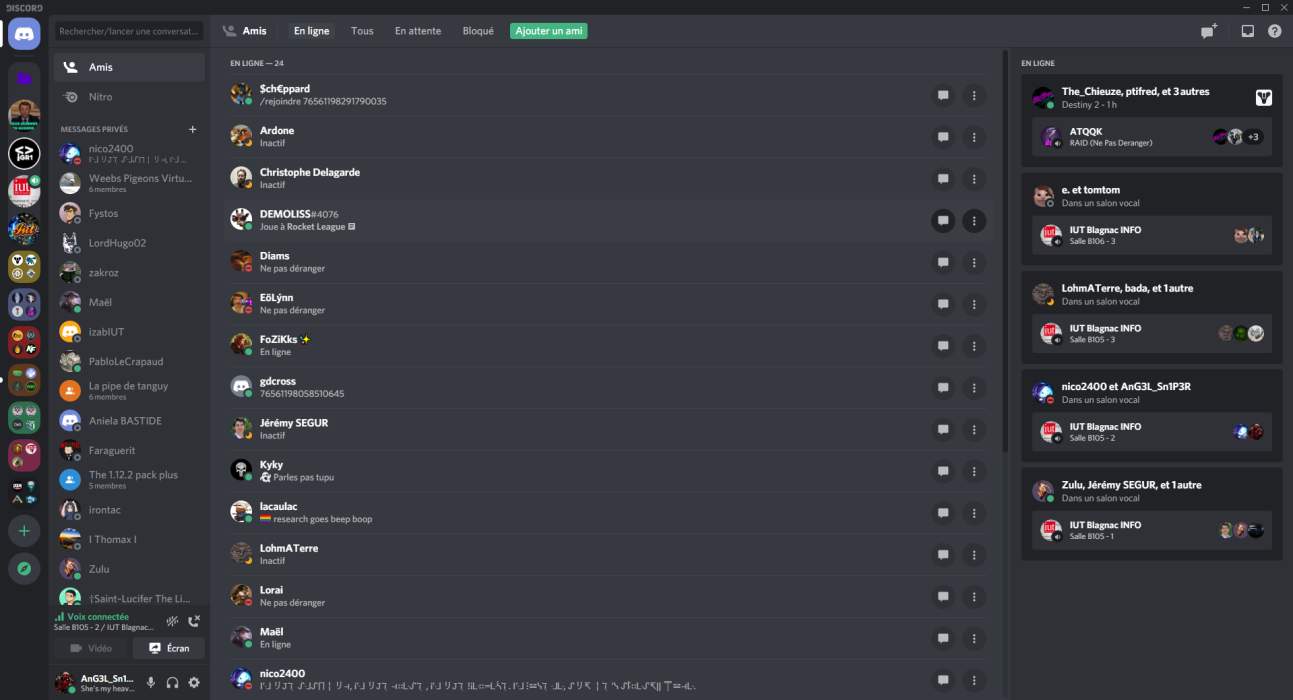 DISCORD
Rechercher/lancer une conversat...
Amis
Nitro
MESSAGES PRIVÉS
nico2400
Weebs Pigeons Virtu...
6 membres
Fystos
LordHugo02
zakroz
Maël
izablUT
PabloLeCrapaud
La pipe de tanguy
6 membres
Aniela BASTIDE
Faraguerit
The 1.12.2 pack plus
5 membres
irontac
I Thomax I
Zulu
†Saint-Lucifer The Li...
Voix connectée
Salle B105 - 2 / IUT Blagnac...
Vidéo
Écran
AnG3L_Sn1...
She's my heav...
Amis
En ligne
Tous
En attente
Bloqué
Ajouter un ami
EN LIGNE — 24
$ch€ppard
/rejoindre 76561198291790035
Ardone
Inactif
Christophe Delagarde
Inactif
DEMOLISS#4076
Joue à Rocket League
Diams
Ne pas déranger
EöLýnn
Ne pas déranger
FoZiKks ✨
En ligne
gdcross
76561198058510645
Jérémy SEGUR
Inactif
Kyky
Parles pas tupu
lacaulac
🏳️‍🌈 research goes beep boop
LohmATerre
Inactif
Lorai
Ne pas déranger
Maël
En ligne
nico2400
EN LIGNE
The_Chieuze, ptifred, et 3 autres
Destiny 2 - 1 h
ATQQK
RAID (Ne Pas Deranger)
+3
e. et tomtom
Dans un salon vocal
iut
IUT Blagnac INFO
Salle B106 - 3
LohmATerre, bada, et 1 autre
Dans un salon vocal
iut
IUT Blagnac INFO
Salle B105 - 3
nico2400 et AnG3L_Sn1P3R
Dans un salon vocal
iut
IUT Blagnac INFO
Salle B105 - 2
Zulu, Jérémy SEGUR, et 1 autre
Dans un salon vocal
iut
IUT Blagnac INFO
Salle B105 - 1